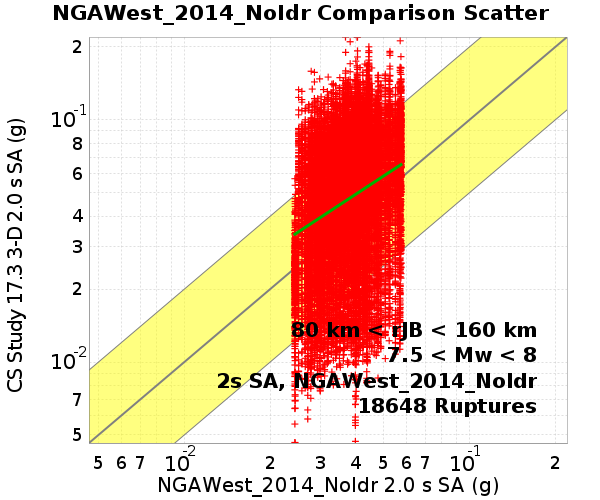 NGAWest_2014_NoIdr Comparison Scatter
CS Study 17.3 3-D 2.0 s SA (g)
2
10^-1
8
7
6
4
3
2
10^-2
7
5
80 km < rJB < 160 km
7.5 < Mw < 8
2s SA, NGAWest_2014_NoIdr
18648 Ruptures
5 6 7 10^-2 2 3 4 5 6 7 10^-1 2
NGAWest_2014_NoIdr 2.0 s SA (g)